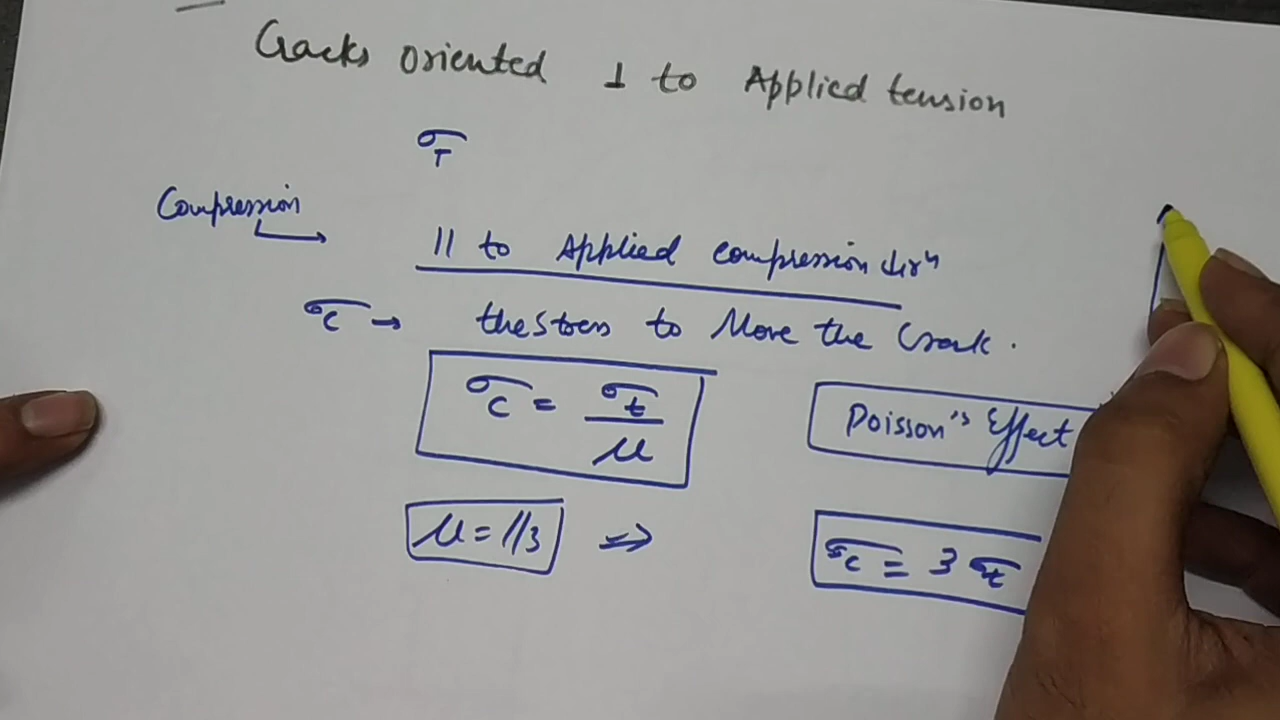 Cracks oriented ⊥ to Applied tension
σT
Compression
|| to Applied compression dirⁿ
σc → the stress to Move the Crack.
σc = σt / μ
Poisson's Effect
μ = 1/3 ⇒ σc = 3 σt